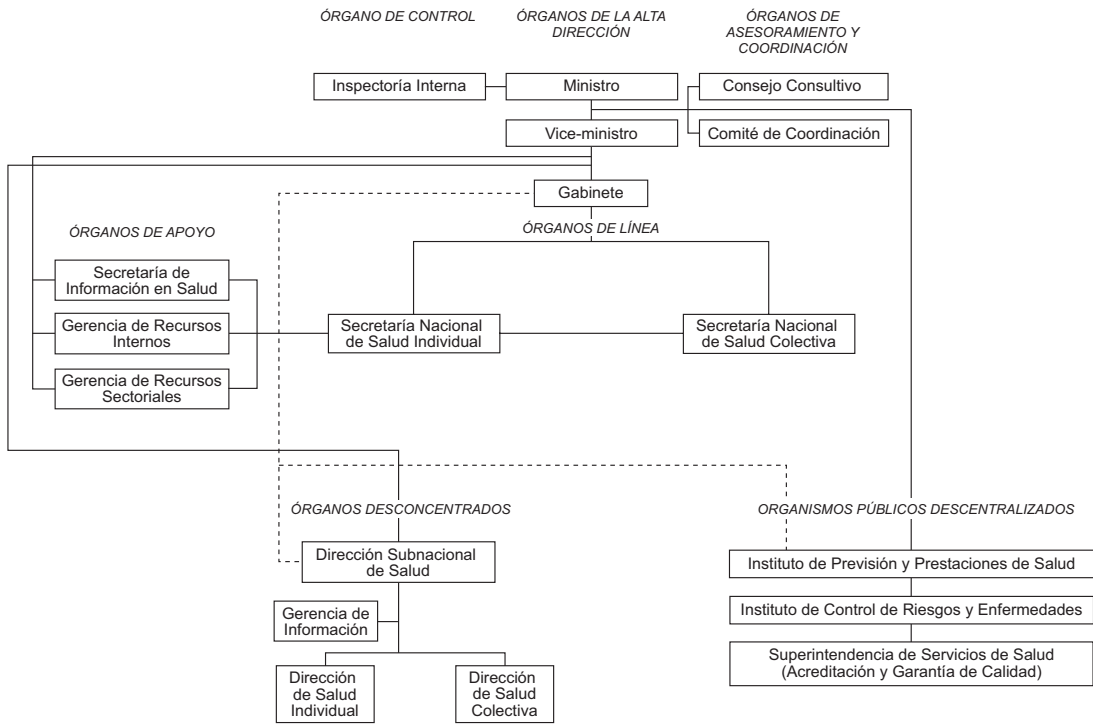 ÓRGANO DE CONTROL
ÓRGANOS DE LA ALTA
DIRECCIÓN
ÓRGANOS DE
ASESORAMIENTO Y
COORDINACIÓN
Inspectoría Interna
Ministro
Consejo Consultivo
Vice-ministro
Comité de Coordinación
Gabinete
ÓRGANOS DE LÍNEA
ÓRGANOS DE APOYO
Secretaría de
Información en Salud
Gerencia de Recursos
Internos
Gerencia de Recursos
Sectoriales
Secretaría Nacional
de Salud Individual
Secretaría Nacional
de Salud Colectiva
ÓRGANOS DESCONCENTRADOS
Dirección Subnacional
de Salud
Gerencia de
Información
Dirección
de Salud
Individual
Dirección
de Salud
Colectiva
ORGANISMOS PÚBLICOS DESCENTRALIZADOS
Instituto de Previsión y Prestaciones de Salud
Instituto de Control de Riesgos y Enfermedades
Superintendencia de Servicios de Salud
(Acreditación y Garantía de Calidad)